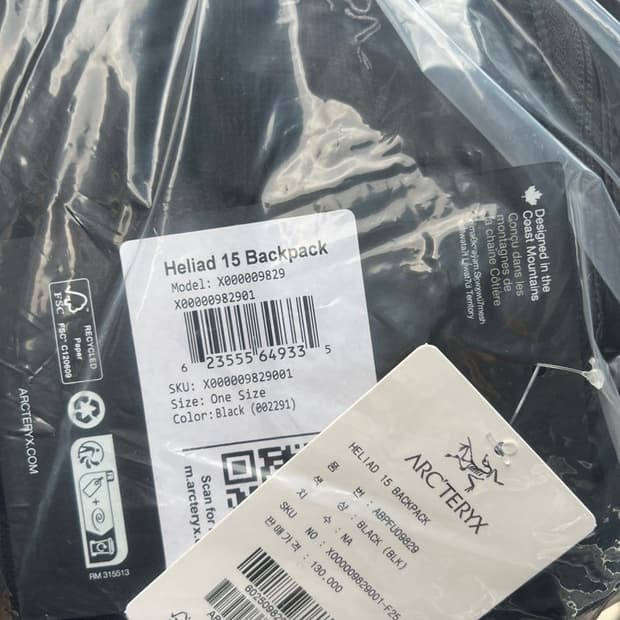 Designed in the
Coast Mountains
Conçu dans les
montagnes de
la chaîne Côtière
Territory
Heliad 15 Backpack
Model: X000009829
X00000982901
6 23555 64933 5
SKU: X000009829001
Size: One Size
Color: Black (002291)
Scan for
m.arcteryx.
FSC
RECYCLED
Paper
FSC® C120609
ARCTERYX.COM
RM 315513
ARC'TERYX
HELIAD 15 BACKPACK
품 번 : ABPFU09829
색 상 : BLACK (BLK)
치 수 : NA
SKU NO : X000009829001-F25
판매가격 : 130,000